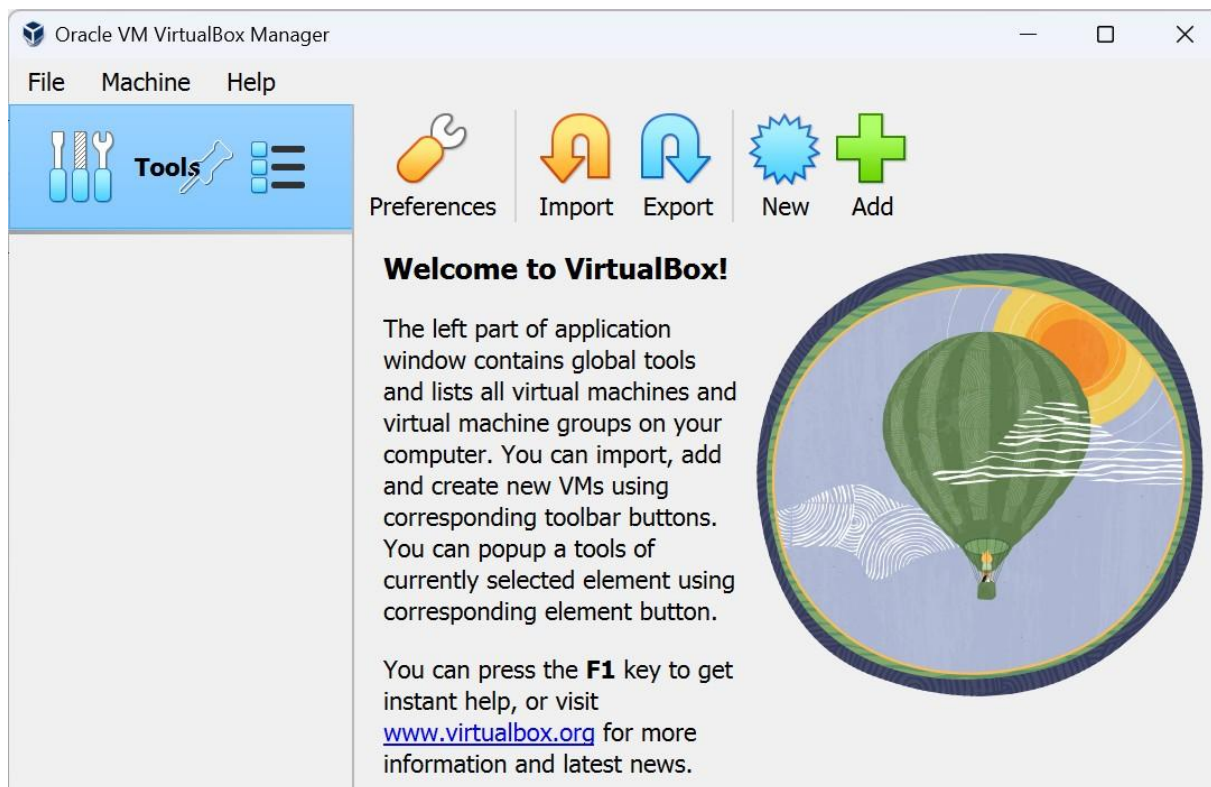 Oracle VM VirtualBox Manager
File Machine Help
Tools
Preferences Import Export New Add
Welcome to VirtualBox!
The left part of application
window contains global tools
and lists all virtual machines and
virtual machine groups on your
computer. You can import, add
and create new VMs using
corresponding toolbar buttons.
You can popup a tools of
currently selected element using
corresponding element button.
You can press the F1 key to get
instant help, or visit
www.virtualbox.org for more
information and latest news.